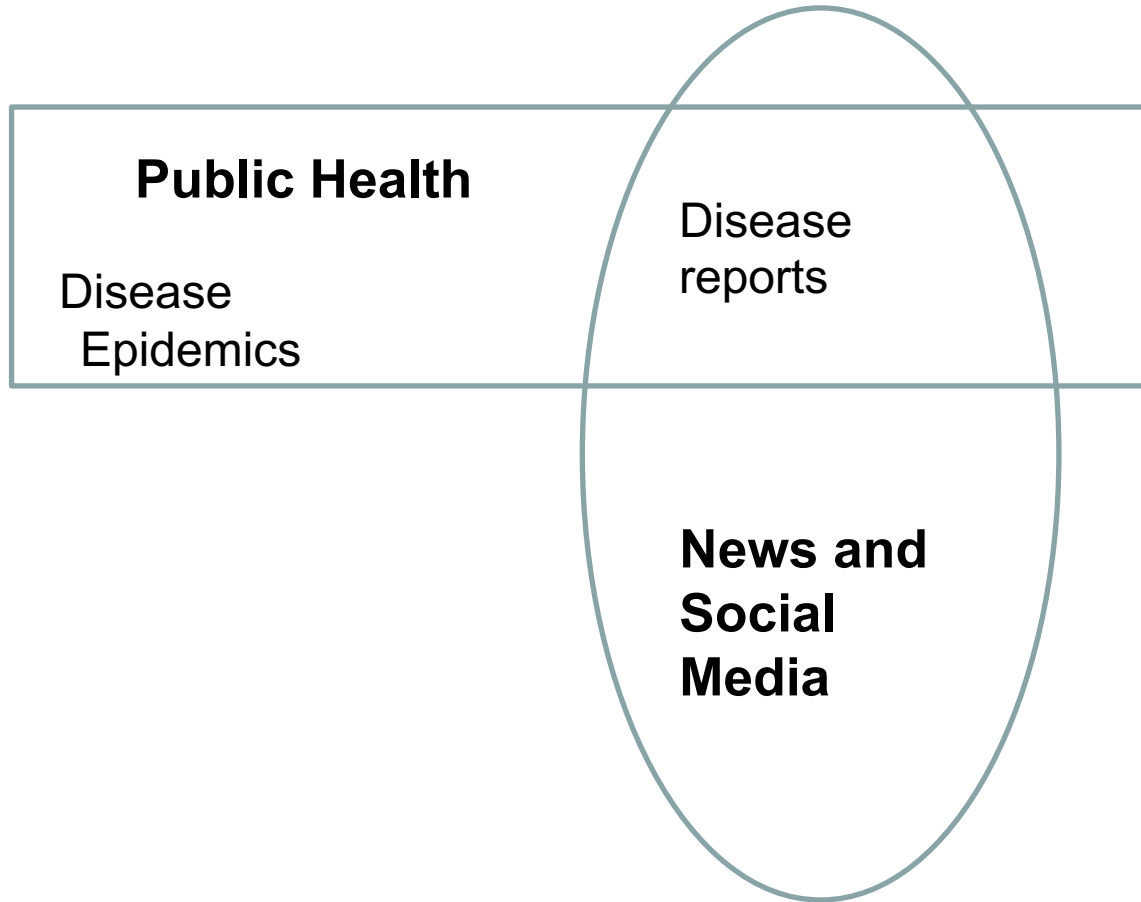 Public Health
Disease
Epidemics
Disease
reports
News and
Social
Media